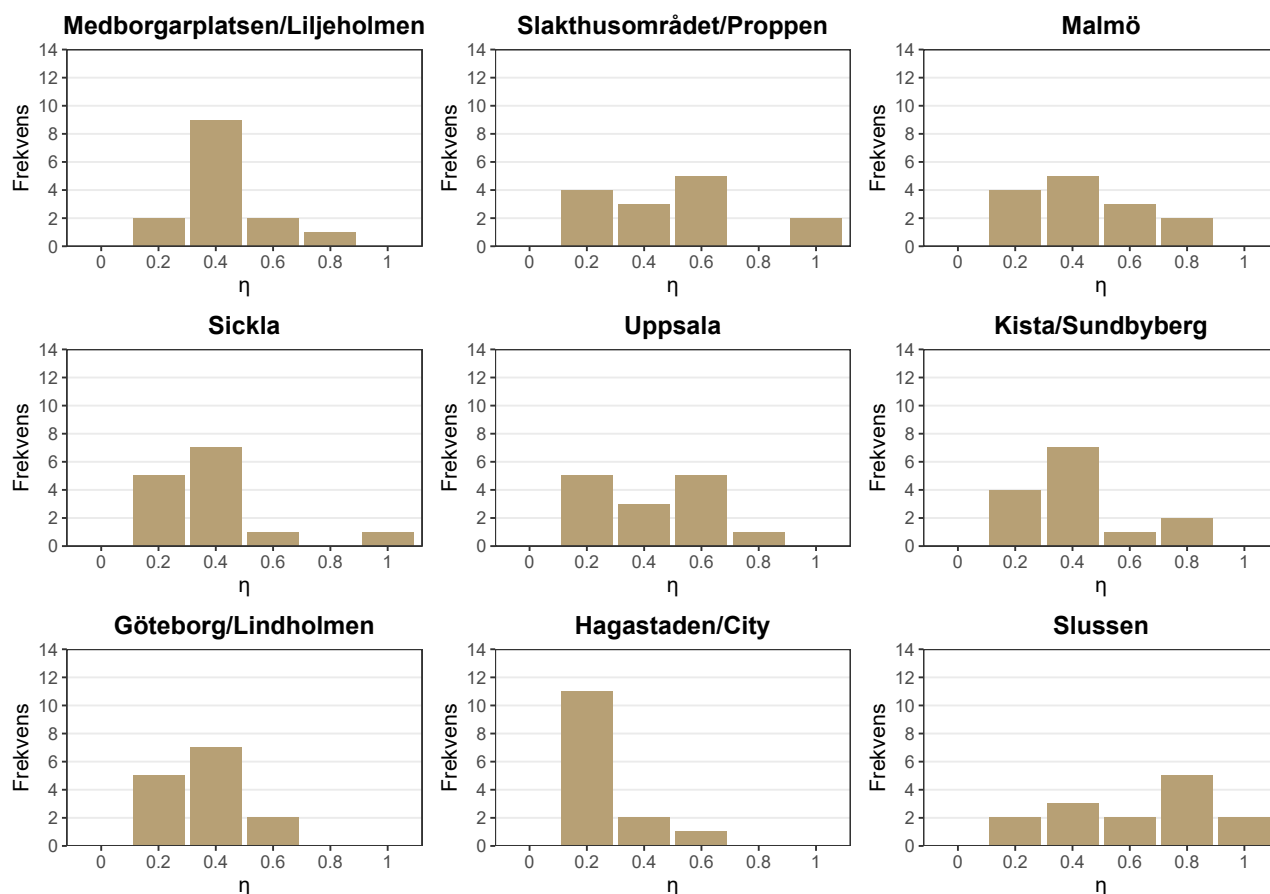 Medborgarplatsen/Liljeholmen
14
12
10
8
6
4
2
0
Frekvens
0 0.2 0.4 0.6 0.8 1
η
Slakthusområdet/Proppen
14
12
10
8
6
4
2
0
Frekvens
0 0.2 0.4 0.6 0.8 1
η
Malmö
14
12
10
8
6
4
2
0
Frekvens
0 0.2 0.4 0.6 0.8 1
η
Sickla
14
12
10
8
6
4
2
0
Frekvens
0 0.2 0.4 0.6 0.8 1
η
Uppsala
14
12
10
8
6
4
2
0
Frekvens
0 0.2 0.4 0.6 0.8 1
η
Kista/Sundbyberg
14
12
10
8
6
4
2
0
Frekvens
0 0.2 0.4 0.6 0.8 1
η
Göteborg/Lindholmen
14
12
10
8
6
4
2
0
Frekvens
0 0.2 0.4 0.6 0.8 1
η
Hagastaden/City
14
12
10
8
6
4
2
0
Frekvens
0 0.2 0.4 0.6 0.8 1
η
Slussen
14
12
10
8
6
4
2
0
Frekvens
0 0.2 0.4 0.6 0.8 1
η